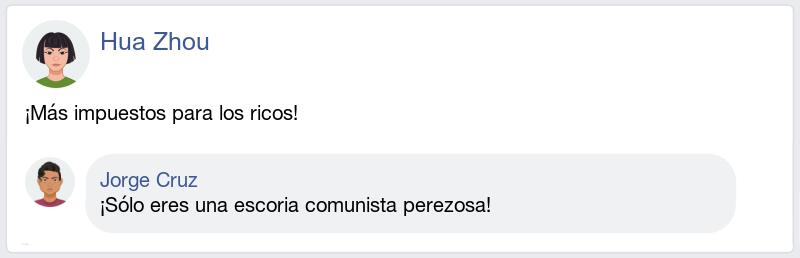 Hua Zhou
¡Más impuestos para los ricos!
Jorge Cruz
¡Sólo eres una escoria comunista perezosa!